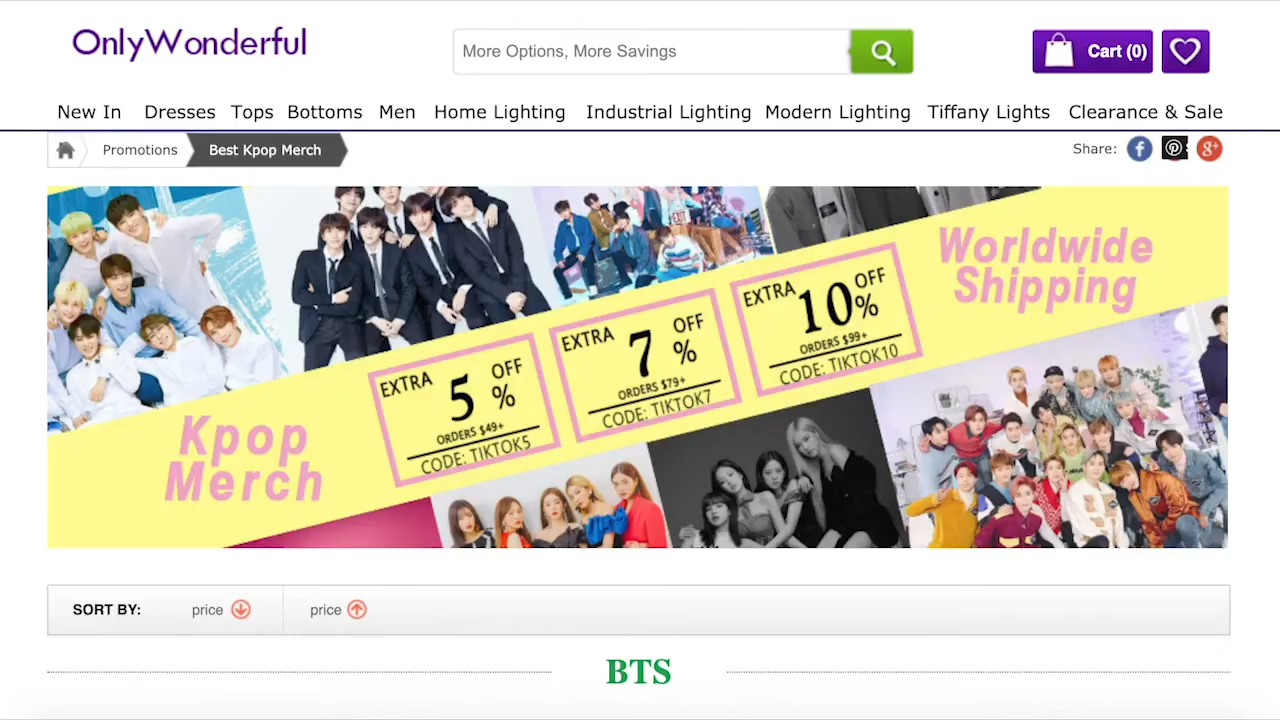 OnlyWonderful
More Options, More Savings
Cart (0)
New In Dresses Tops Bottoms Men Home Lighting Industrial Lighting Modern Lighting Tiffany Lights Clearance & Sale
Promotions Best Kpop Merch
Share:
Worldwide
Shipping
EXTRA 10% OFF
ORDERS $99+
CODE: TIKTOK10
EXTRA 7% OFF
ORDERS $79+
CODE: TIKTOK7
EXTRA 5% OFF
ORDERS $49+
CODE: TIKTOK5
Kpop
Merch
SORT BY: price price
BTS